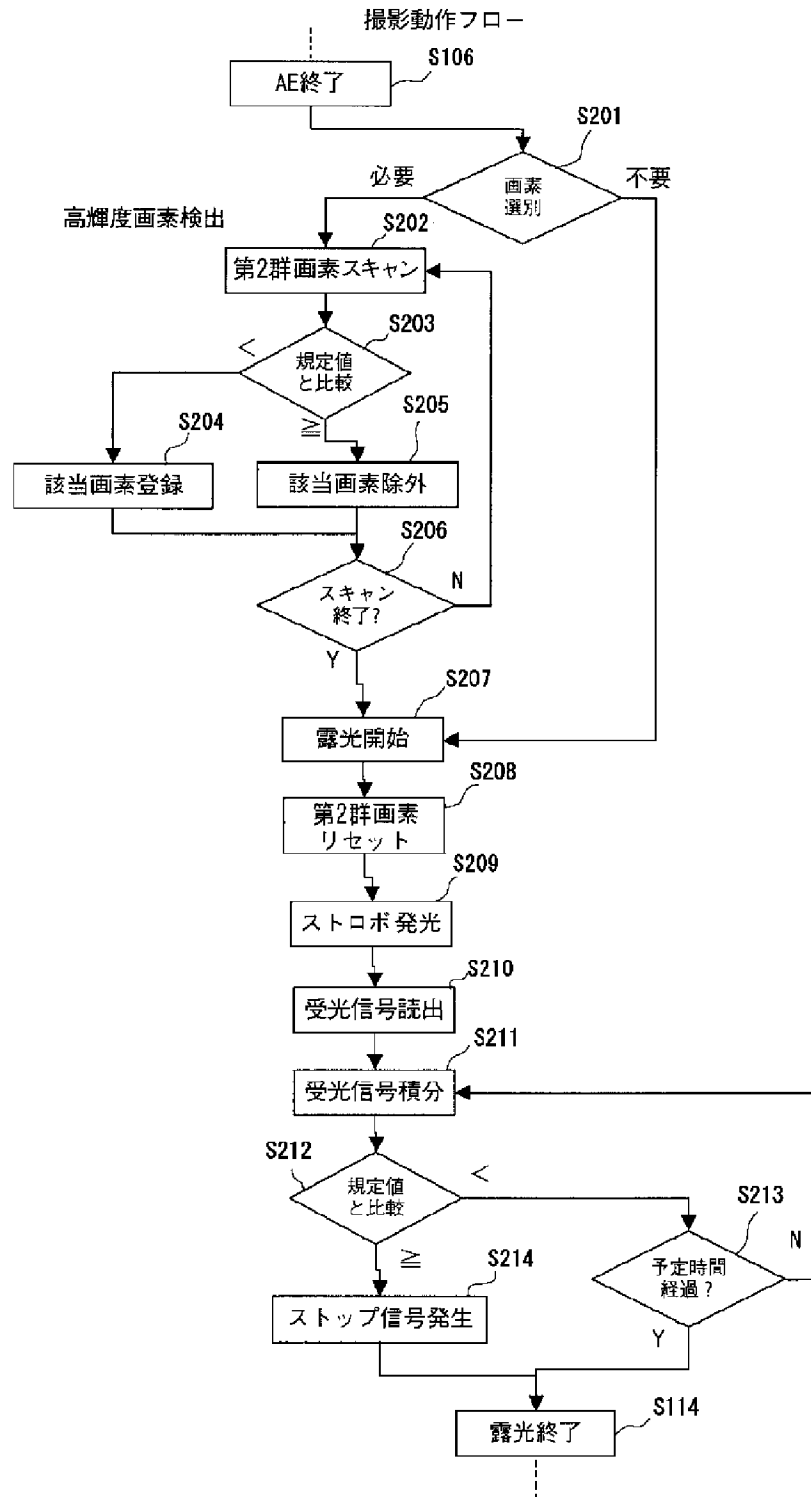 撮影動作フロー
S106
AE終了
S201
画素
選別
必要
不要
高輝度画素検出
S202
第2群画素スキャン
S203
規定値
と比較
<
≧
S204
該当画素登録
S205
該当画素除外
S206
スキャン
終了?
N
Y
S207
露光開始
S208
第2群画素
リセット
S209
ストロボ発光
S210
受光信号読出
S211
受光信号積分
S212
規定値
と比較
<
≧
S213
予定時間
経過?
N
Y
S214
ストップ信号発生
S114
露光終了